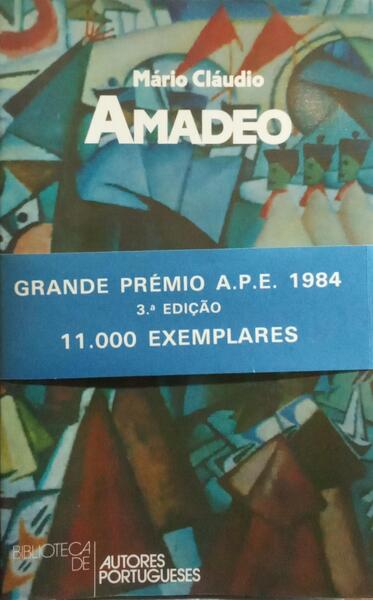 Mário Cláudio
AMADEO
GRANDE PRÉMIO A.P.E. 1984
3.ª EDIÇÃO
11.000 EXEMPLARES
BIBLIOTECA
DE
AUTORES
PORTUGUESES